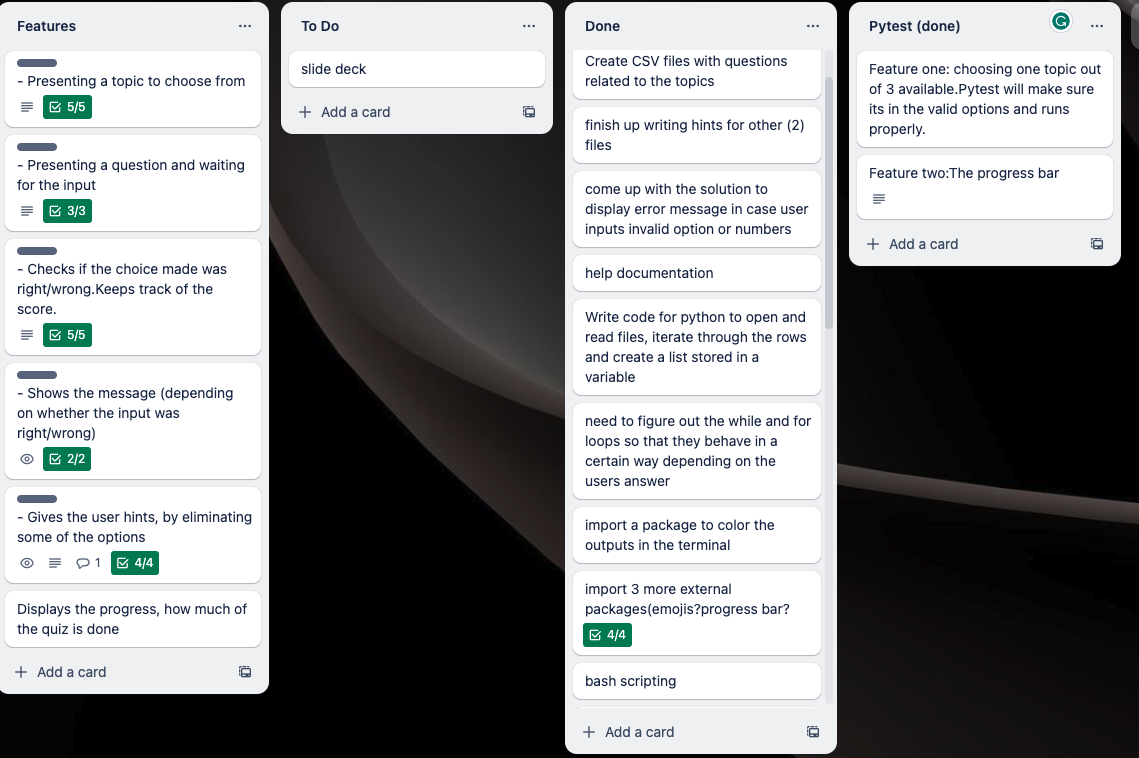 Features
- Presenting a topic to choose from
5/5
- Presenting a question and waiting
for the input
3/3
- Checks if the choice made was
right/wrong.Keeps track of the
score.
5/5
- Shows the message (depending
on whether the input was
right/wrong)
2/2
- Gives the user hints, by eliminating
some of the options
1
4/4
Displays the progress, how much of
the quiz is done
Add a card
To Do
slide deck
Add a card
Done
Create CSV files with questions
related to the topics
finish up writing hints for other (2)
files
come up with the solution to
display error message in case user
inputs invalid option or numbers
help documentation
Write code for python to open and
read files, iterate through the rows
and create a list stored in a
variable
need to figure out the while and for
loops so that they behave in a
certain way depending on the
users answer
import a package to color the
outputs in the terminal
import 3 more external
packages(emojis?progress bar?
4/4
bash scripting
Add a card
Pytest (done)
Feature one: choosing one topic out
of 3 available.Pytest will make sure
its in the valid options and runs
properly.
Feature two:The progress bar
Add a card